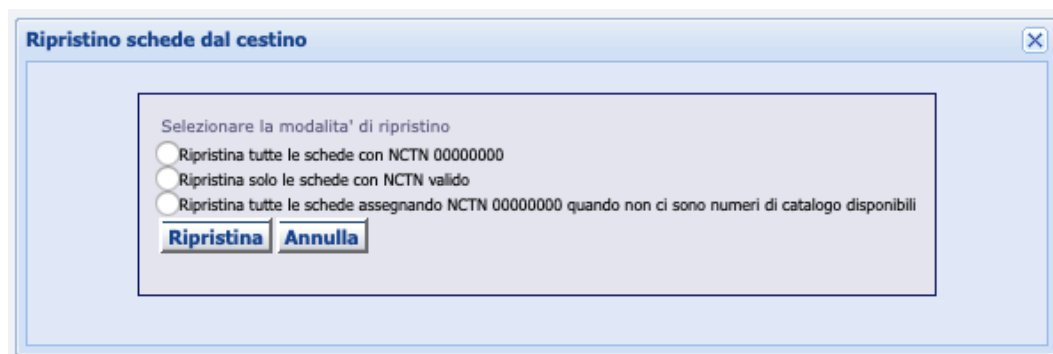 Ripristino schede dal cestino
Selezionare la modalita' di ripristino
Ripristina tutte le schede con NCTN 00000000
Ripristina solo le schede con NCTN valido
Ripristina tutte le schede assegnando NCTN 00000000 quando non ci sono numeri di catalogo disponibili
Ripristina Annulla